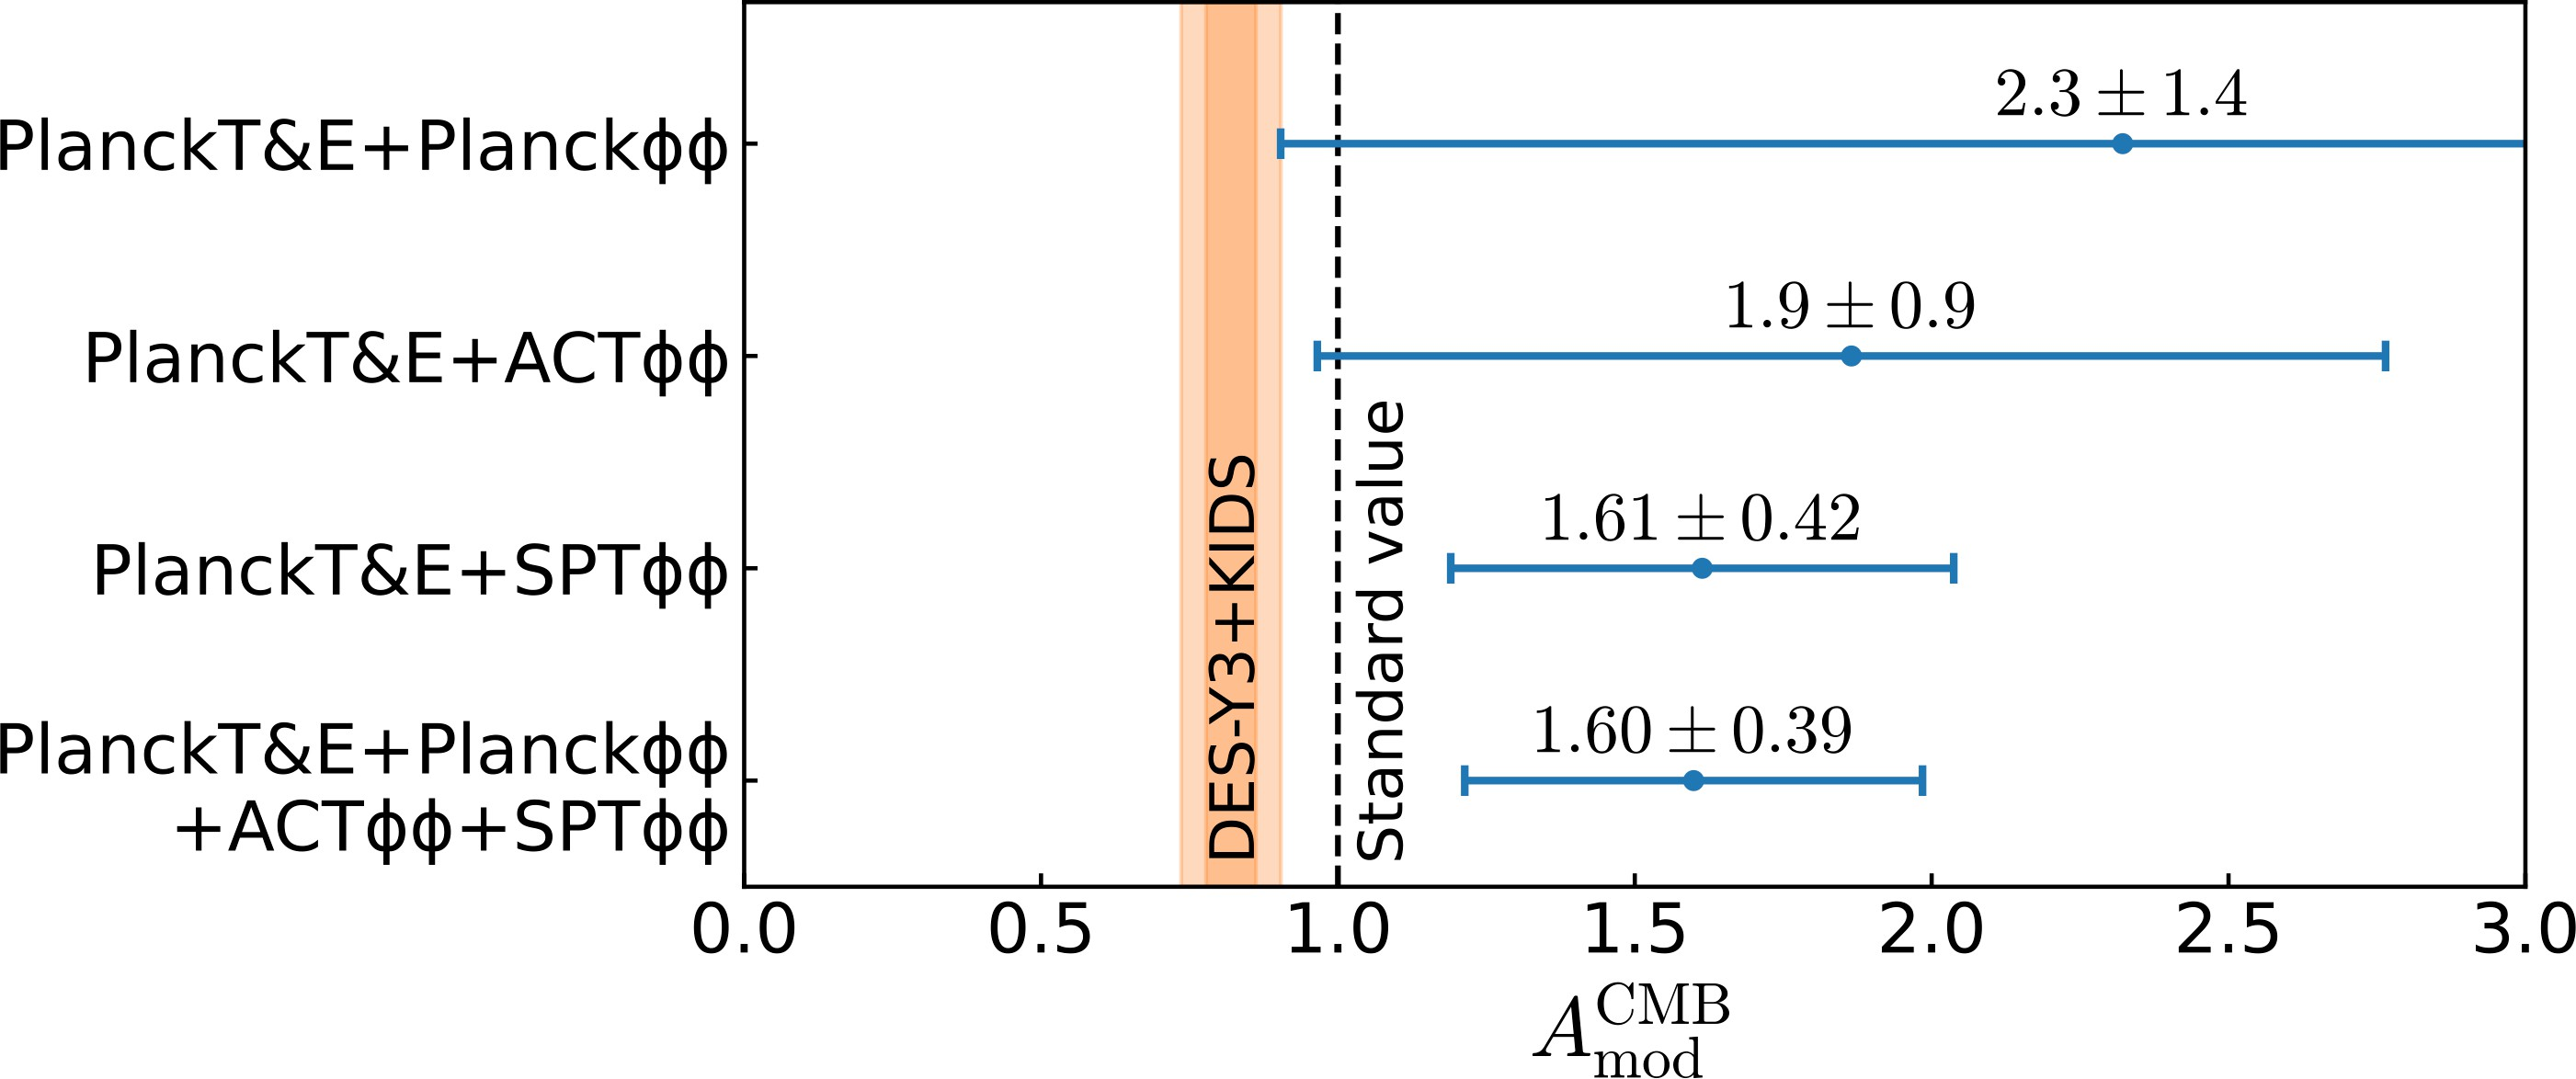 2.3 ± 1.4
PlanckT&E+Planckϕϕ
1.9 ± 0.9
PlanckT&E+ACTϕϕ
DES-Y3+KIDS
Standard value
1.61 ± 0.42
PlanckT&E+SPTϕϕ
1.60 ± 0.39
PlanckT&E+Planckϕϕ
+ACTϕϕ+SPTϕϕ
0.0 0.5 1.0 1.5 2.0 2.5 3.0
A_mod^CMB